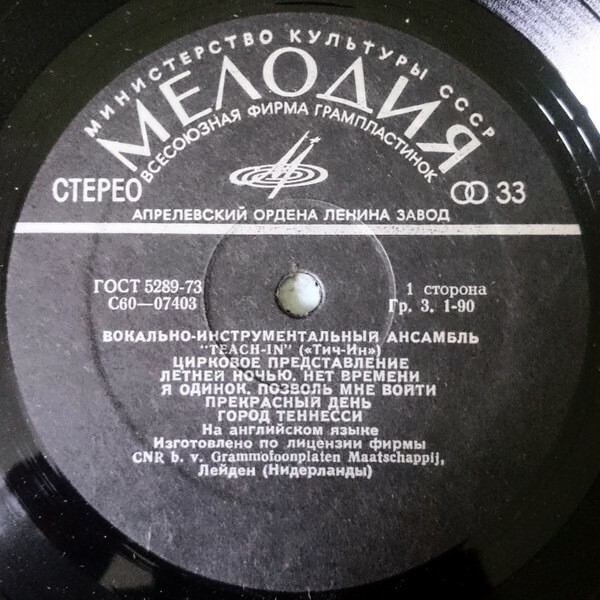 МИНИСТЕРСТВО КУЛЬТУРЫ СССР
МЕЛОДИЯ
ВСЕСОЮЗНАЯ ФИРМА ГРАМПЛАСТИНОК
СТЕРЕО
33
АПРЕЛЕВСКИЙ ОРДЕНА ЛЕНИНА ЗАВОД
ГОСТ 5289-73
С60—07403
1 сторона
Гр. 3. 1-90
ВОКАЛЬНО-ИНСТРУМЕНТАЛЬНЫЙ АНСАМБЛЬ
"TEACH-IN" («Тич-Ин»)
ЦИРКОВОЕ ПРЕДСТАВЛЕНИЕ
ЛЕТНЕЙ НОЧЬЮ. НЕТ ВРЕМЕНИ
Я ОДИНОК. ПОЗВОЛЬ МНЕ ВОЙТИ
ПРЕКРАСНЫЙ ДЕНЬ
ГОРОД ТЕННЕССИ
На английском языке
Изготовлено по лицензии фирмы
CNR b. v. Grammofoonplaten Maatschappij,
Лейден (Нидерланды)